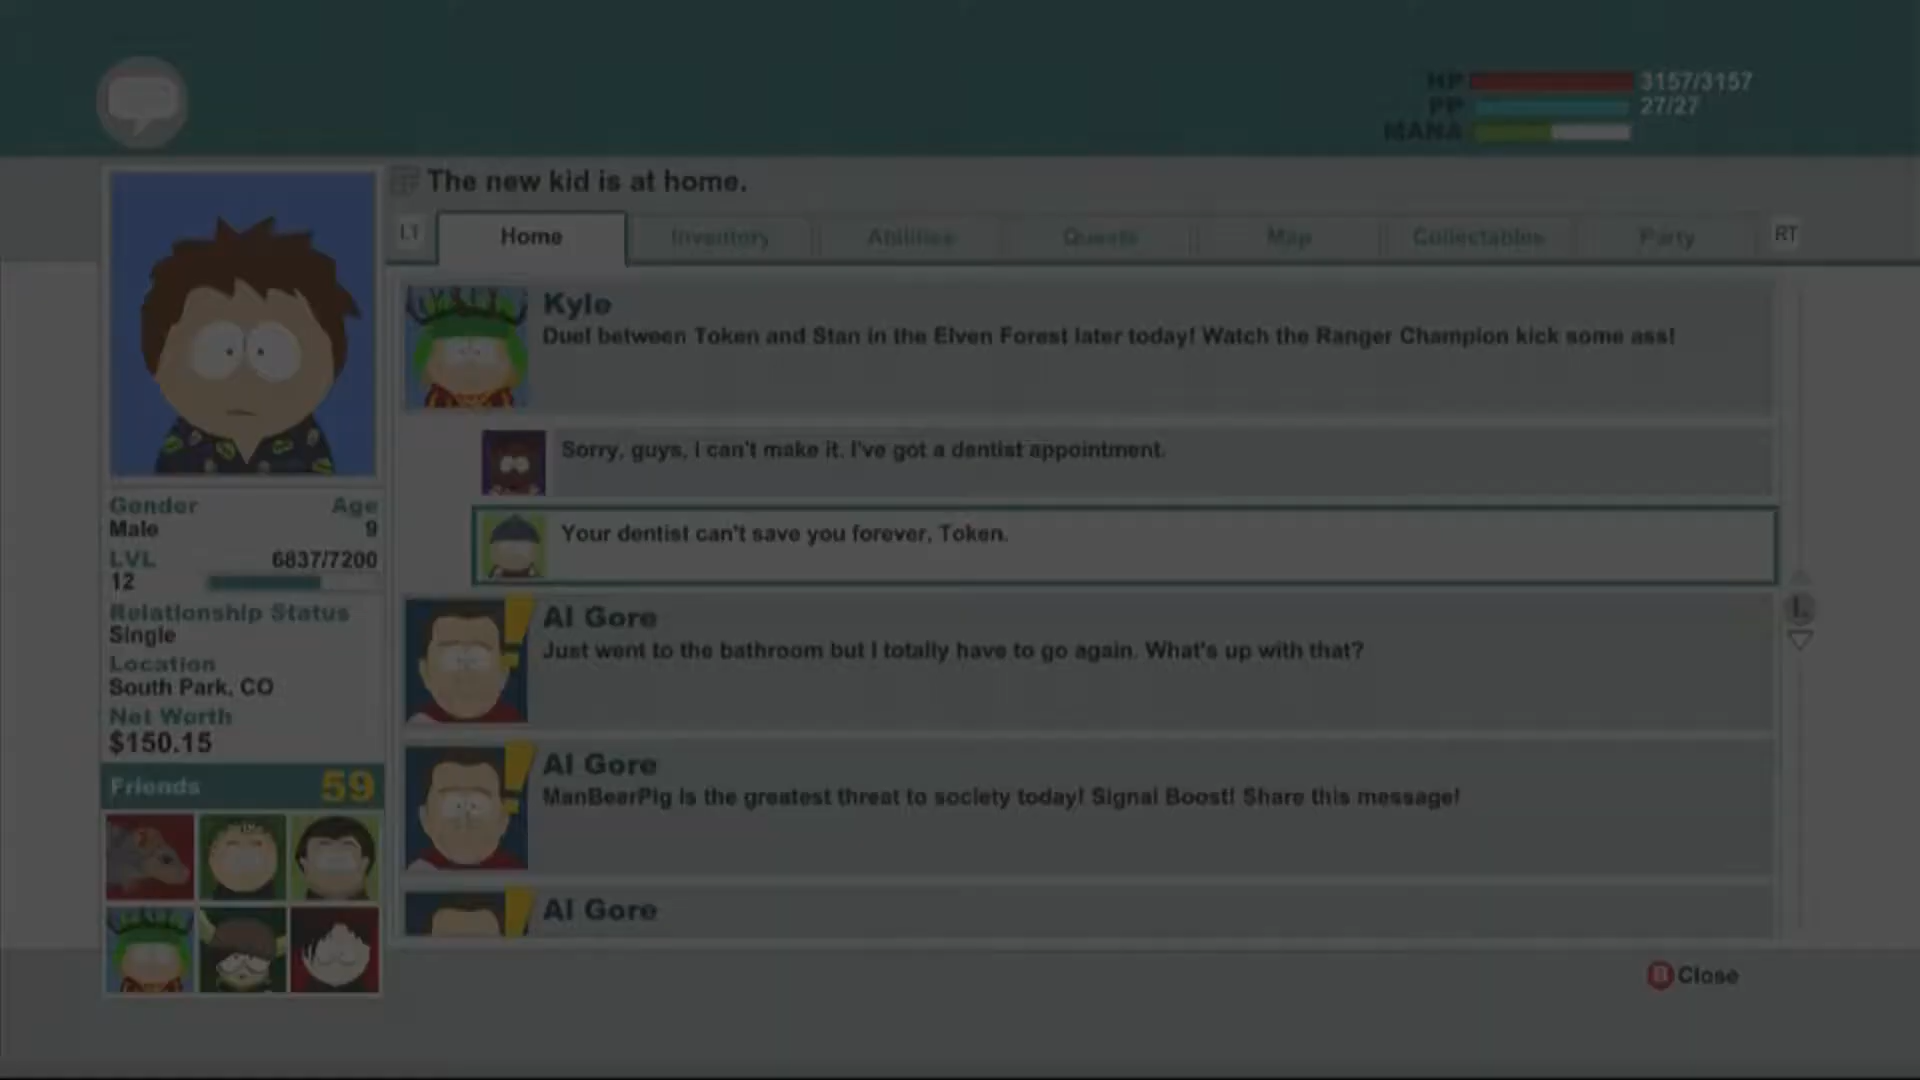 HP 3157/3157
PP 27/27
MANA
The new kid is at home.
LT Home Inventory Abilities Quests Map Collectables Party RT
Kyle
Duel between Token and Stan in the Elven Forest later today! Watch the Ranger Champion kick some ass!
Sorry, guys, I can't make it. I've got a dentist appointment.
Your dentist can't save you forever, Token.
Gender Age
Male 9
LVL 6837/7200
12
Relationship Status
Single
Location
South Park, CO
Net Worth
$150.15
Friends 59
Al Gore
Just went to the bathroom but I totally have to go again. What's up with that?
Al Gore
ManBearPig is the greatest threat to society today! Signal Boost! Share this message!
Al Gore
L
B Close